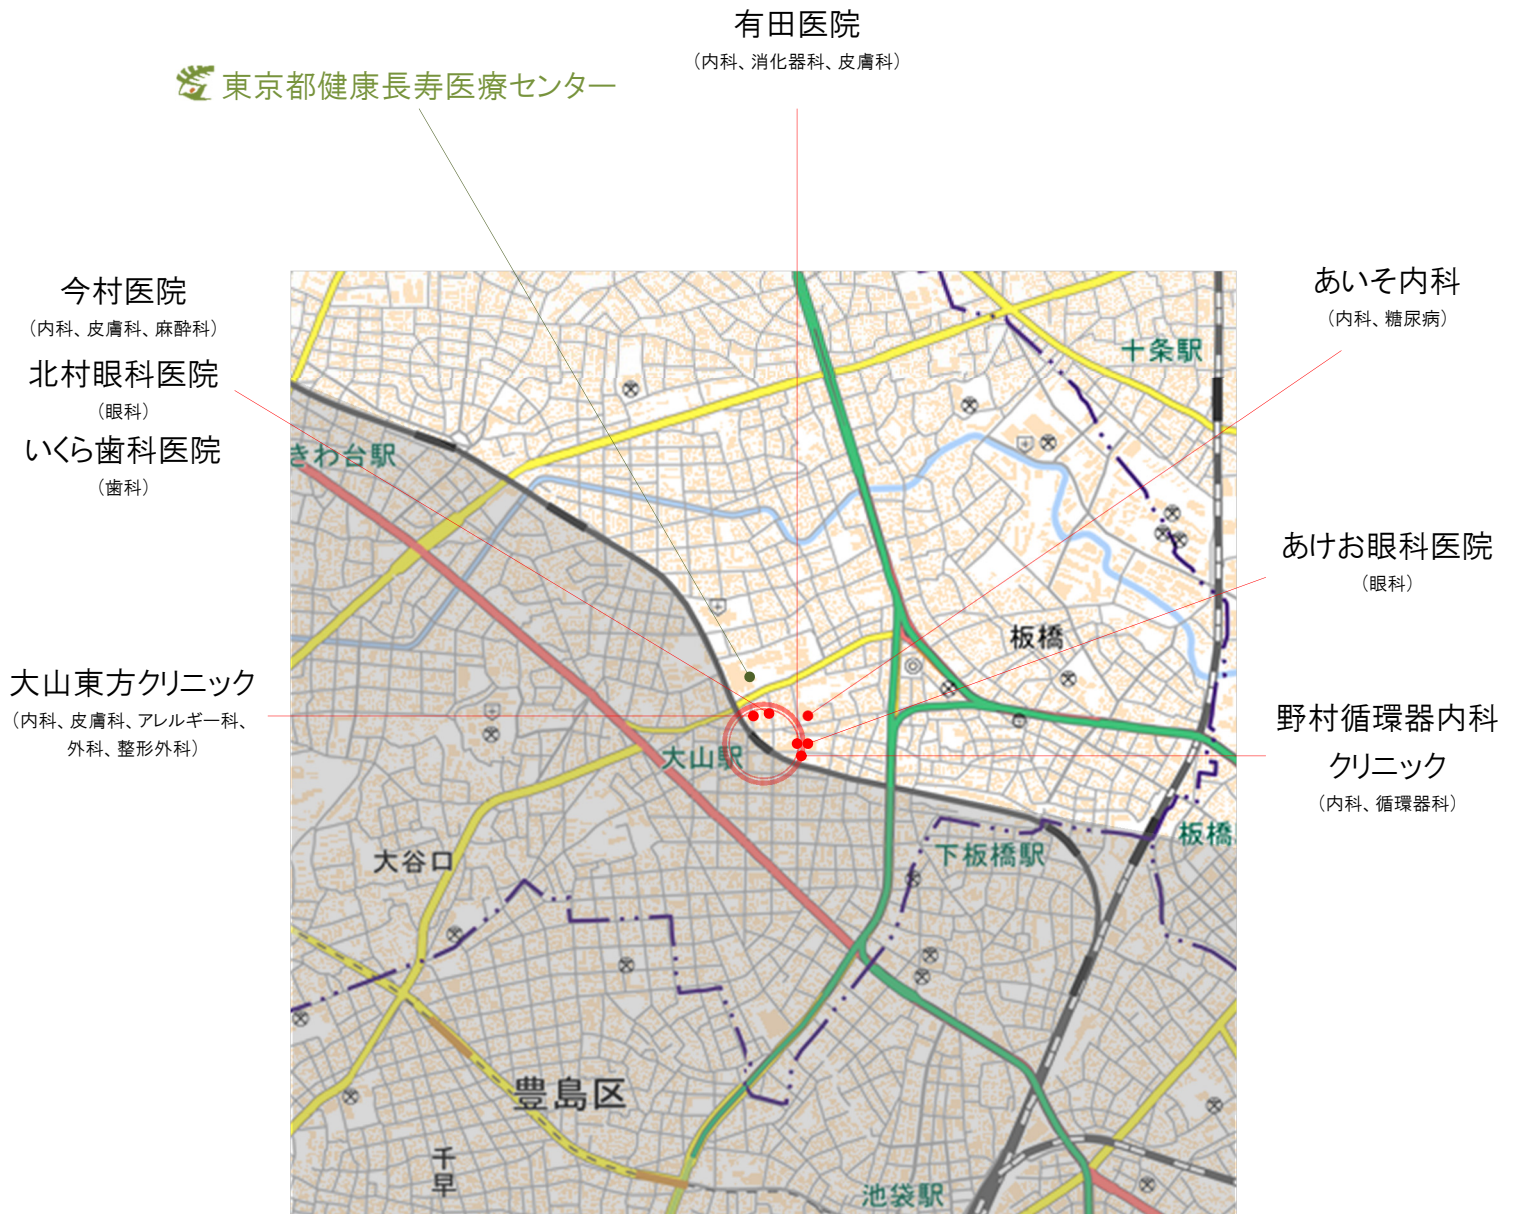 有田医院
（内科、消化器科、皮膚科）
東京都健康長寿医療センター
今村医院
（内科、皮膚科、麻酔科）
北村眼科医院
（眼科）
いくら歯科医院
（歯科）
あいそ内科
（内科、糖尿病）
十条駅
きわ台駅
あけお眼科医院
（眼科）
板橋
大山東方クリニック
（内科、皮膚科、アレルギー科、
外科、整形外科）
大山駅
野村循環器内科
クリニック
（内科、循環器科）
板橋
下板橋駅
大谷口
豊島区
千早
池袋駅